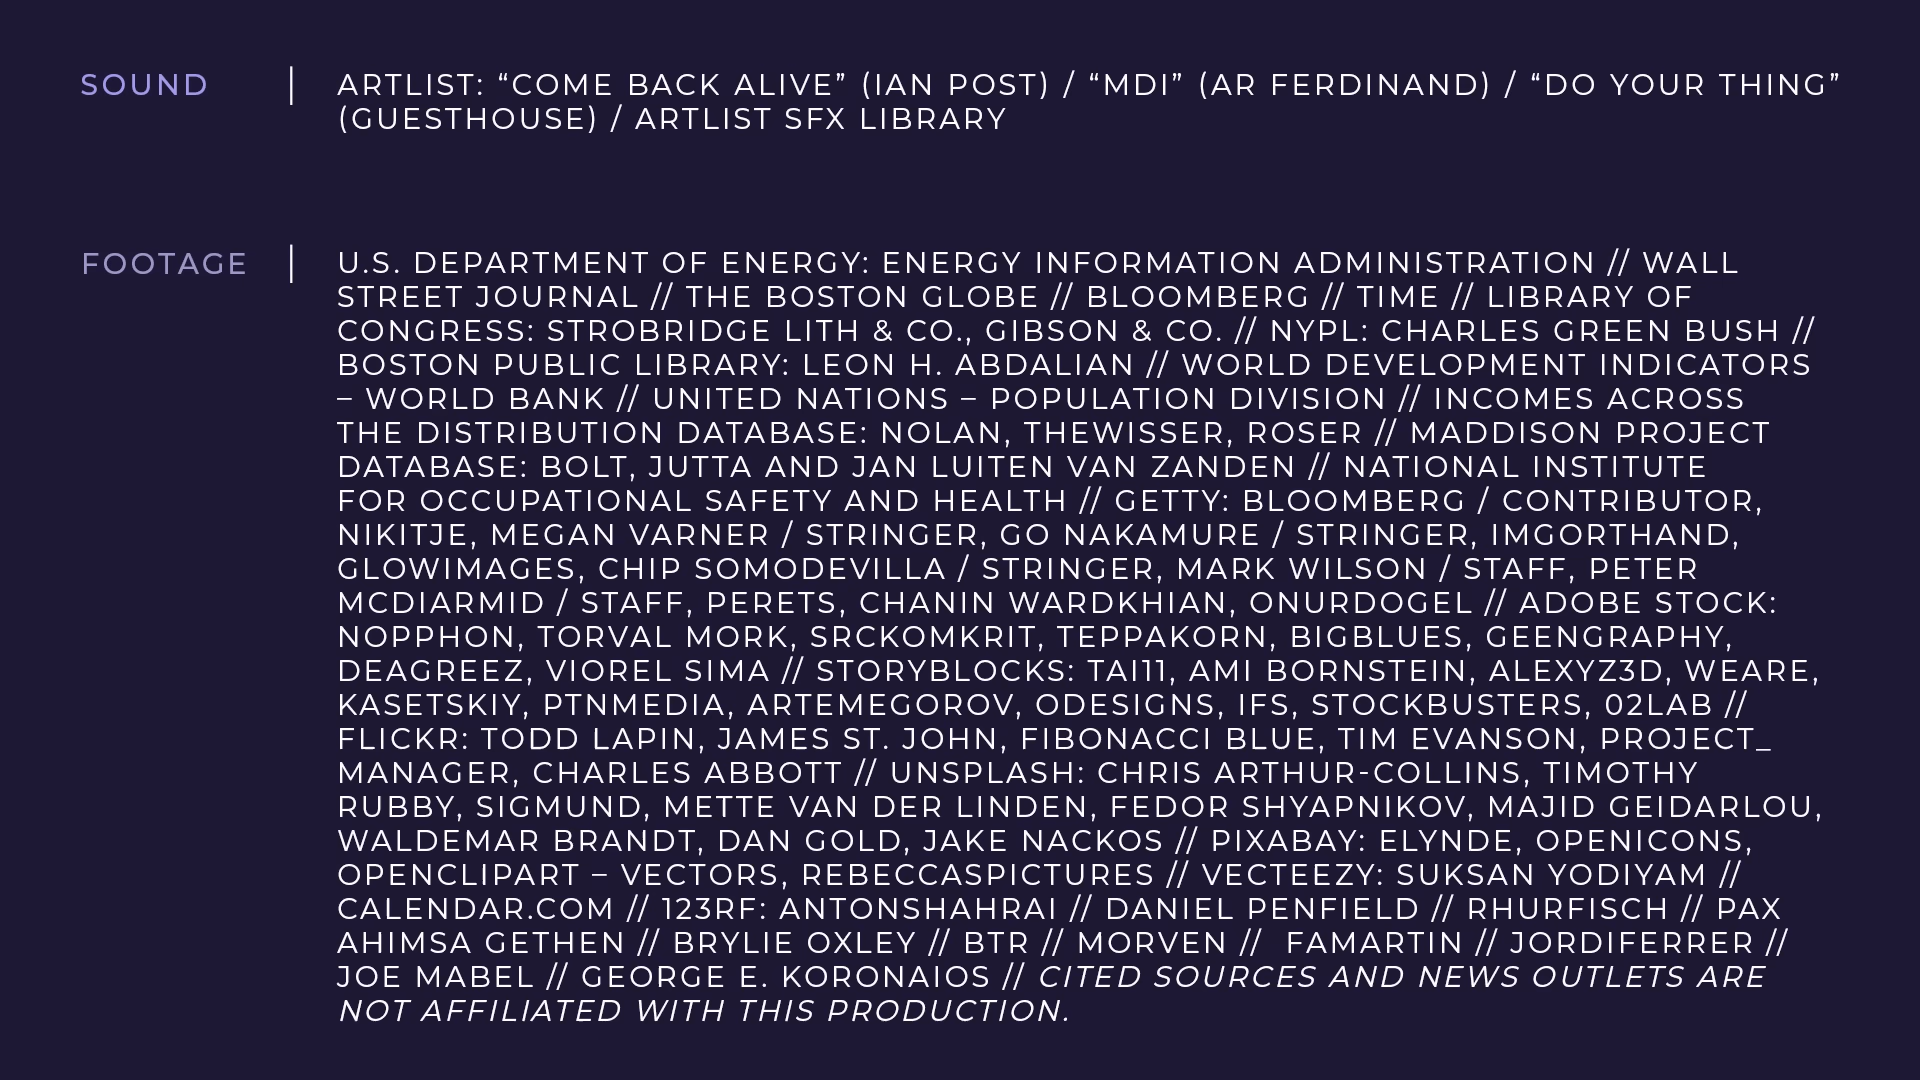 SOUND | ARTLIST: “COME BACK ALIVE” (IAN POST) / “MDI” (AR FERDINAND) / “DO YOUR THING”
(GUESTHOUSE) / ARTLIST SFX LIBRARY
FOOTAGE | U.S. DEPARTMENT OF ENERGY: ENERGY INFORMATION ADMINISTRATION // WALL
STREET JOURNAL // THE BOSTON GLOBE // BLOOMBERG // TIME // LIBRARY OF
CONGRESS: STROBRIDGE LITH & CO., GIBSON & CO. // NYPL: CHARLES GREEN BUSH //
BOSTON PUBLIC LIBRARY: LEON H. ABDALIAN // WORLD DEVELOPMENT INDICATORS
– WORLD BANK // UNITED NATIONS – POPULATION DIVISION // INCOMES ACROSS
THE DISTRIBUTION DATABASE: NOLAN, THEWISSER, ROSER // MADDISON PROJECT
DATABASE: BOLT, JUTTA AND JAN LUITEN VAN ZANDEN // NATIONAL INSTITUTE
FOR OCCUPATIONAL SAFETY AND HEALTH // GETTY: BLOOMBERG / CONTRIBUTOR,
NIKITJE, MEGAN VARNER / STRINGER, GO NAKAMURE / STRINGER, IMGORTHAND,
GLOWIMAGES, CHIP SOMODEVILLA / STRINGER, MARK WILSON / STAFF, PETER
MCDIARMID / STAFF, PERETS, CHANIN WARDKHIAN, ONURDOGEL // ADOBE STOCK:
NOPPHON, TORVAL MORK, SRCKOMKRIT, TEPPAKORN, BIGBLUES, GEENGRAPHY,
DEAGREEZ, VIOREL SIMA // STORYBLOCKS: TAI11, AMI BORNSTEIN, ALEXYZ3D, WEARE,
KASETSKIY, PTNMEDIA, ARTEMEGOROV, ODESIGNS, IFS, STOCKBUSTERS, 02LAB //
FLICKR: TODD LAPIN, JAMES ST. JOHN, FIBONACCI BLUE, TIM EVANSON, PROJECT_
MANAGER, CHARLES ABBOTT // UNSPLASH: CHRIS ARTHUR-COLLINS, TIMOTHY
RUBBY, SIGMUND, METTE VAN DER LINDEN, FEDOR SHYAPNIKOV, MAJID GEIDARLOU,
WALDEMAR BRANDT, DAN GOLD, JAKE NACKOS // PIXABAY: ELYNDE, OPENICONS,
OPENCLIPART – VECTORS, REBECCASPICTURES // VECTEEZY: SUKSAN YODIYAM //
CALENDAR.COM // 123RF: ANTONSHAHRAI // DANIEL PENFIELD // RHURFISCH // PAX
AHIMSA GETHEN // BRYLIE OXLEY // BTR // MORVEN // FAMARTIN // JORDIFERRER //
JOE MABEL // GEORGE E. KORONAIOS // CITED SOURCES AND NEWS OUTLETS ARE
NOT AFFILIATED WITH THIS PRODUCTION.